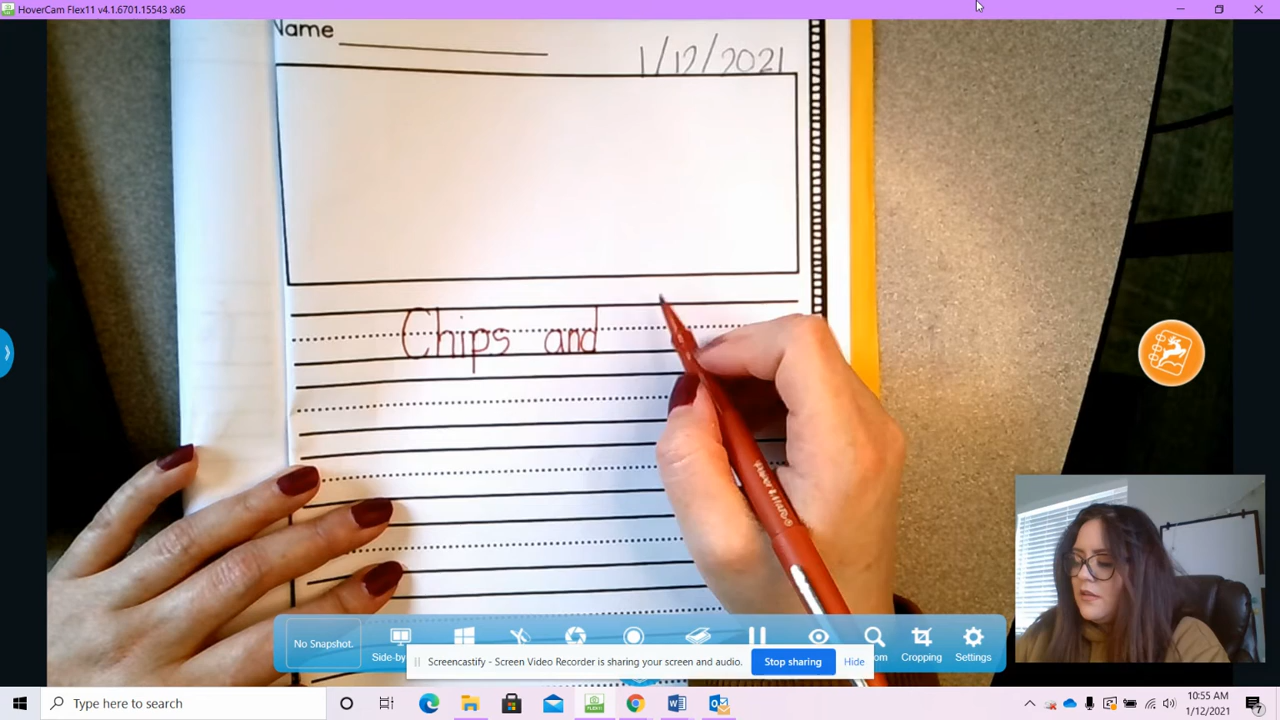 HoverCam Flex11 v4.1.6701.15543 x86
Name
1/12/2021
Chips and
No Snapshot.
Side-by
Cropping
Settings
Screencastify - Screen Video Recorder is sharing your screen and audio.
Stop sharing
Hide
Type here to search
10:55 AM
1/12/2021
7